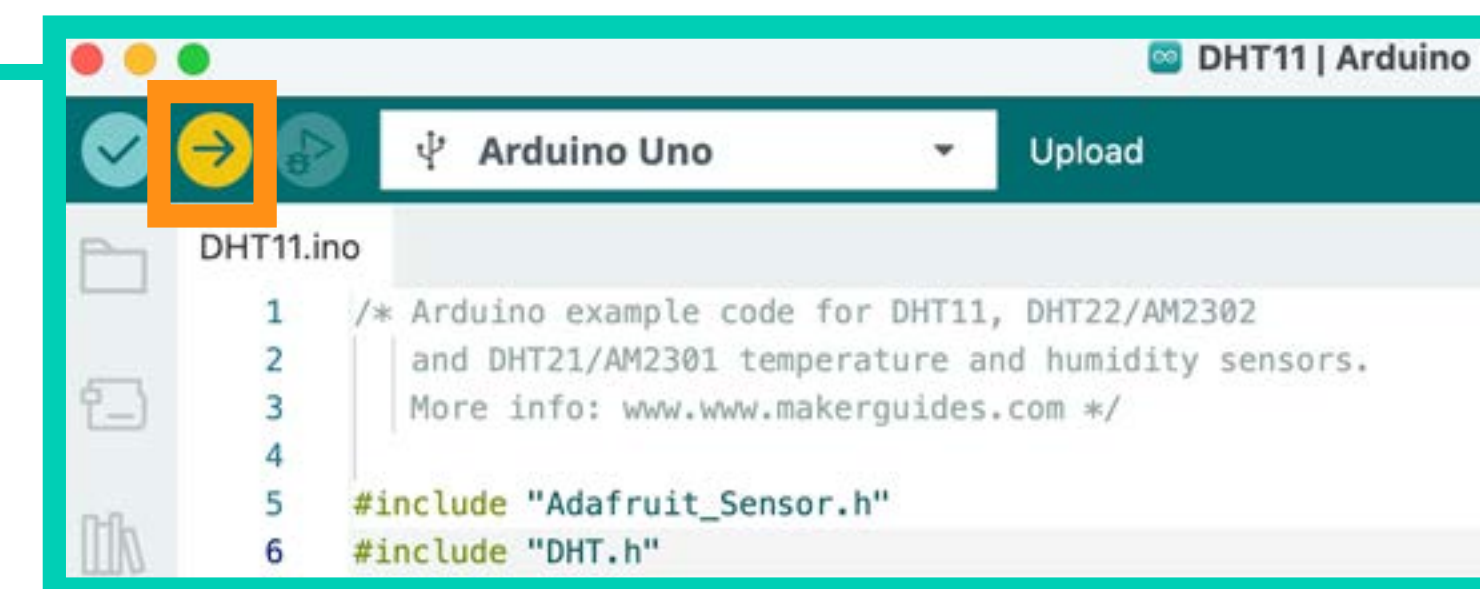 DHT11 | Arduino
Arduino Uno
Upload
DHT11.ino
1 /* Arduino example code for DHT11, DHT22/AM2302
2 and DHT21/AM2301 temperature and humidity sensors.
3 More info: www.www.makerguides.com */
4
5 #include "Adafruit_Sensor.h"
6 #include "DHT.h"